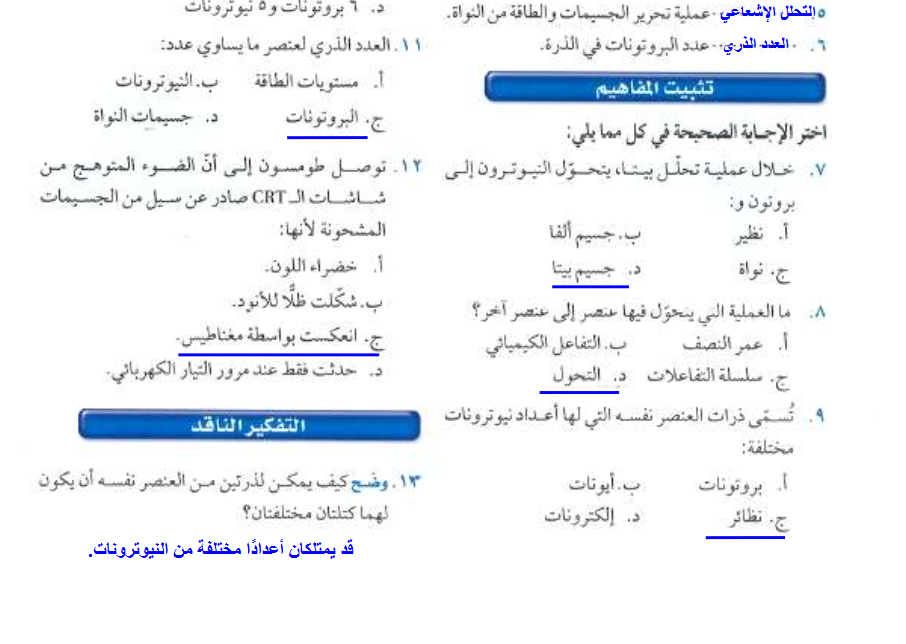 ٥. التحلل الإشعاعي عملية تحرير الجسيمات والطاقة من النواة.
٦. العدد الذري عدد البروتونات في الذرة.
تثبيت المفاهيم
اختر الإجابة الصحيحة في كل مما يلي:
٧. خلال عملية تحلّل بيتا، يتحوّل النيوترون إلى
بروتون و:
أ. نظير ب. جسيم ألفا
ج. نواة د. جسيم بيتا
٨. ما العملية التي يتحوّل فيها عنصر إلى عنصر آخر؟
أ. عمر النصف ب. التفاعل الكيميائي
ج. سلسلة التفاعلات د. التحول
٩. تُسمّى ذرات العنصر نفسه التي لها أعداد نيوترونات
مختلفة:
أ. بروتونات ب. أيونات
ج. نظائر د. إلكترونات
د. ٦ بروتونات و٥ نيوترونات
١١. العدد الذري لعنصر ما يساوي عدد:
أ. مستويات الطاقة ب. النيوترونات
ج. البروتونات د. جسيمات النواة
١٢. توصل طومسون إلى أنّ الضوء المتوهج من
شاشات الـ CRT صادر عن سيل من الجسيمات
المشحونة لأنها:
أ. خضراء اللون.
ب. شكّلت ظلًّا للأنود.
ج. انعكست بواسطة مغناطيس.
د. حدثت فقط عند مرور التيار الكهربائي.
التفكير الناقد
١٣. وضّح كيف يمكن لذرتين من العنصر نفسه أن يكون
لهما كتلتان مختلفتان؟
قد يمتلكان أعدادًا مختلفة من النيوترونات.